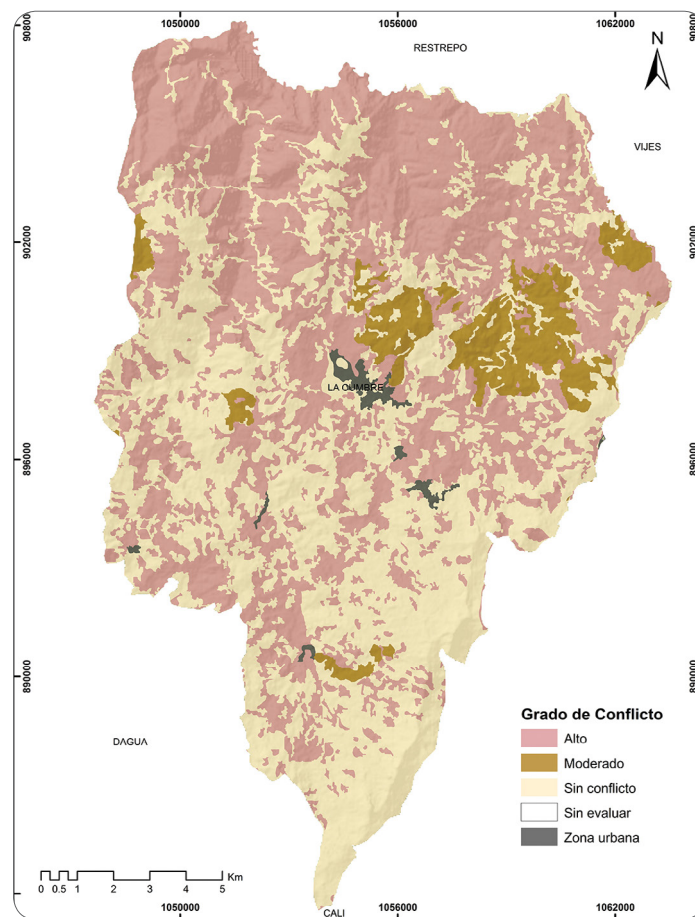 1050000
1056000
1062000
90800
90800
RESTREPO
N
VIJES
902000
902000
LA CUMBRE
896000
896000
890000
890000
Grado de Conflicto
Alto
Moderado
Sin conflicto
Sin evaluar
Zona urbana
DAGUA
Km
0 0.5 1 2 3 4 5
1050000
CALI
1056000
1062000